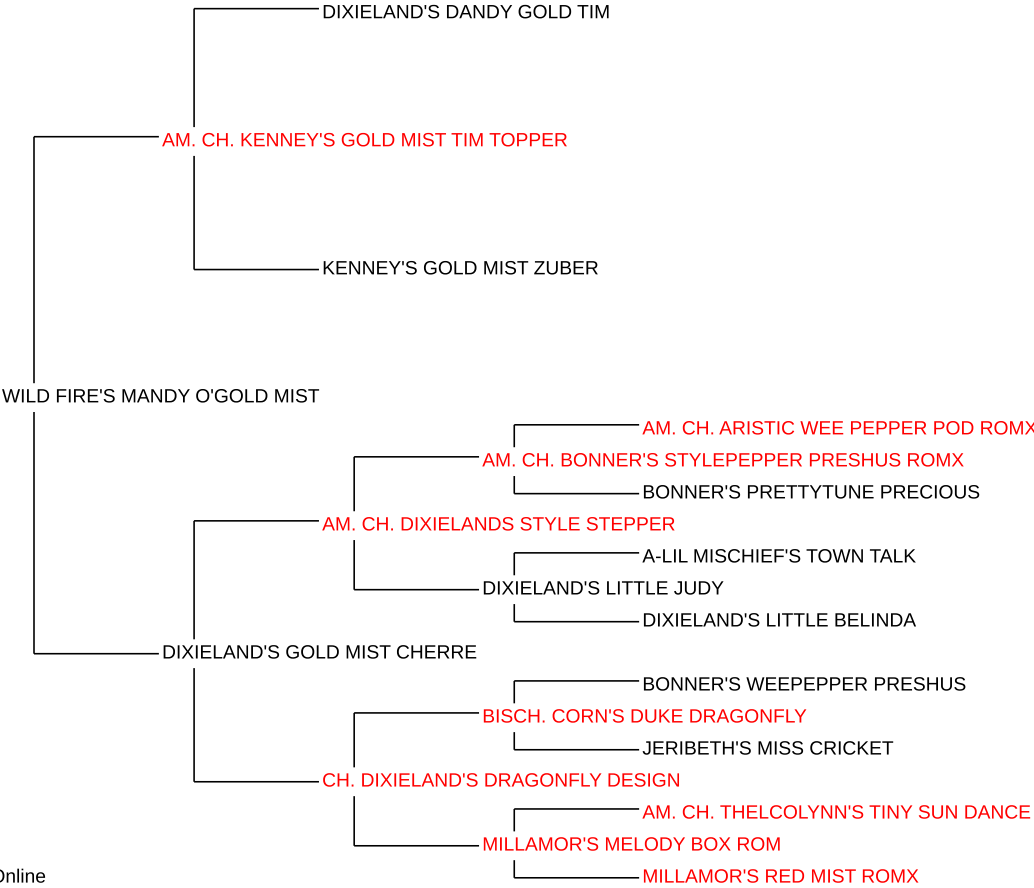 DIXIELAND'S DANDY GOLD TIM
AM. CH. KENNEY'S GOLD MIST TIM TOPPER
KENNEY'S GOLD MIST ZUBER
WILD FIRE'S MANDY O'GOLD MIST
AM. CH. ARISTIC WEE PEPPER POD ROMX
AM. CH. BONNER'S STYLEPEPPER PRESHUS ROMX
BONNER'S PRETTYTUNE PRECIOUS
AM. CH. DIXIELANDS STYLE STEPPER
A-LIL MISCHIEF'S TOWN TALK
DIXIELAND'S LITTLE JUDY
DIXIELAND'S LITTLE BELINDA
DIXIELAND'S GOLD MIST CHERRE
BONNER'S WEEPEPPER PRESHUS
BISCH. CORN'S DUKE DRAGONFLY
JERIBETH'S MISS CRICKET
CH. DIXIELAND'S DRAGONFLY DESIGN
AM. CH. THELCOLYNN'S TINY SUN DANCE
MILLAMOR'S MELODY BOX ROM
MILLAMOR'S RED MIST ROMX
Online